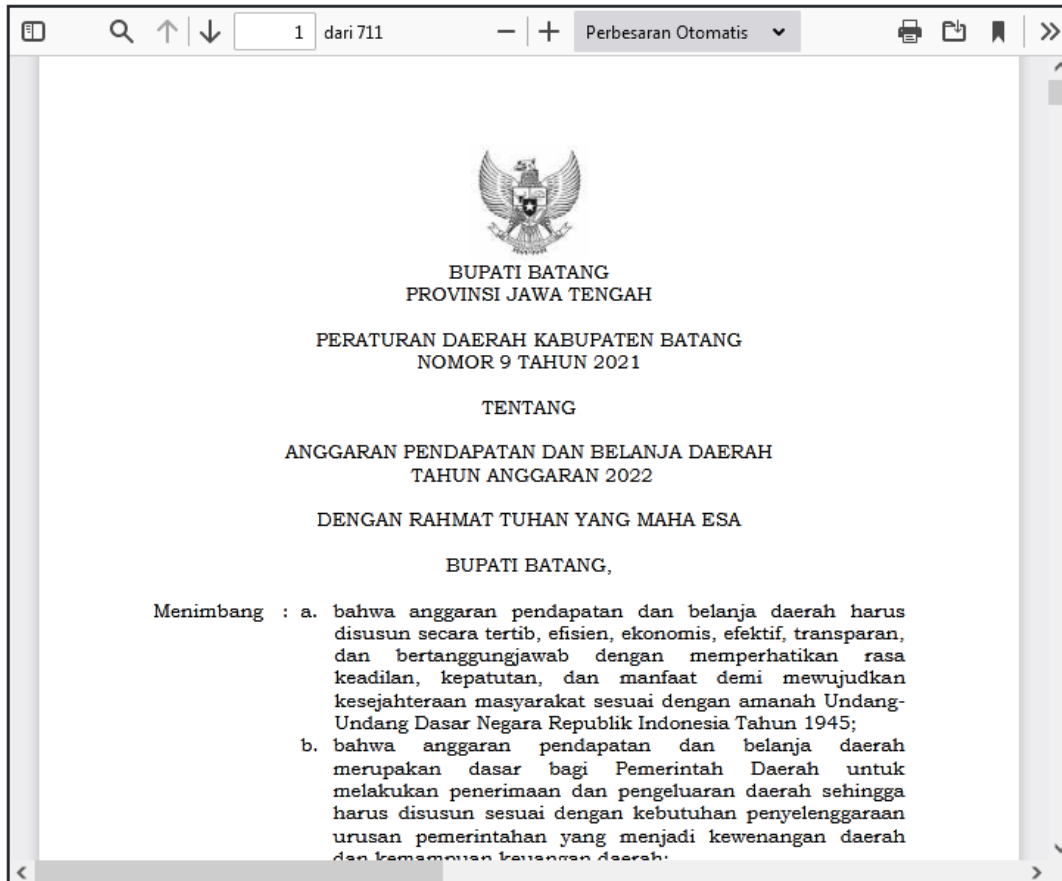 1 dari 711 Perbesaran Otomatis
BUPATI BATANG
PROVINSI JAWA TENGAH
PERATURAN DAERAH KABUPATEN BATANG
NOMOR 9 TAHUN 2021
TENTANG
ANGGARAN PENDAPATAN DAN BELANJA DAERAH
TAHUN ANGGARAN 2022
DENGAN RAHMAT TUHAN YANG MAHA ESA
BUPATI BATANG,
Menimbang : a. bahwa anggaran pendapatan dan belanja daerah harus
disusun secara tertib, efisien, ekonomis, efektif, transparan,
dan bertanggungjawab dengan memperhatikan rasa
keadilan, kepatutan, dan manfaat demi mewujudkan
kesejahteraan masyarakat sesuai dengan amanah Undang-
Undang Dasar Negara Republik Indonesia Tahun 1945;
b. bahwa anggaran pendapatan dan belanja daerah
merupakan dasar bagi Pemerintah Daerah untuk
melakukan penerimaan dan pengeluaran daerah sehingga
harus disusun sesuai dengan kebutuhan penyelenggaraan
urusan pemerintahan yang menjadi kewenangan daerah
dan kemampuan keuangan daerah;